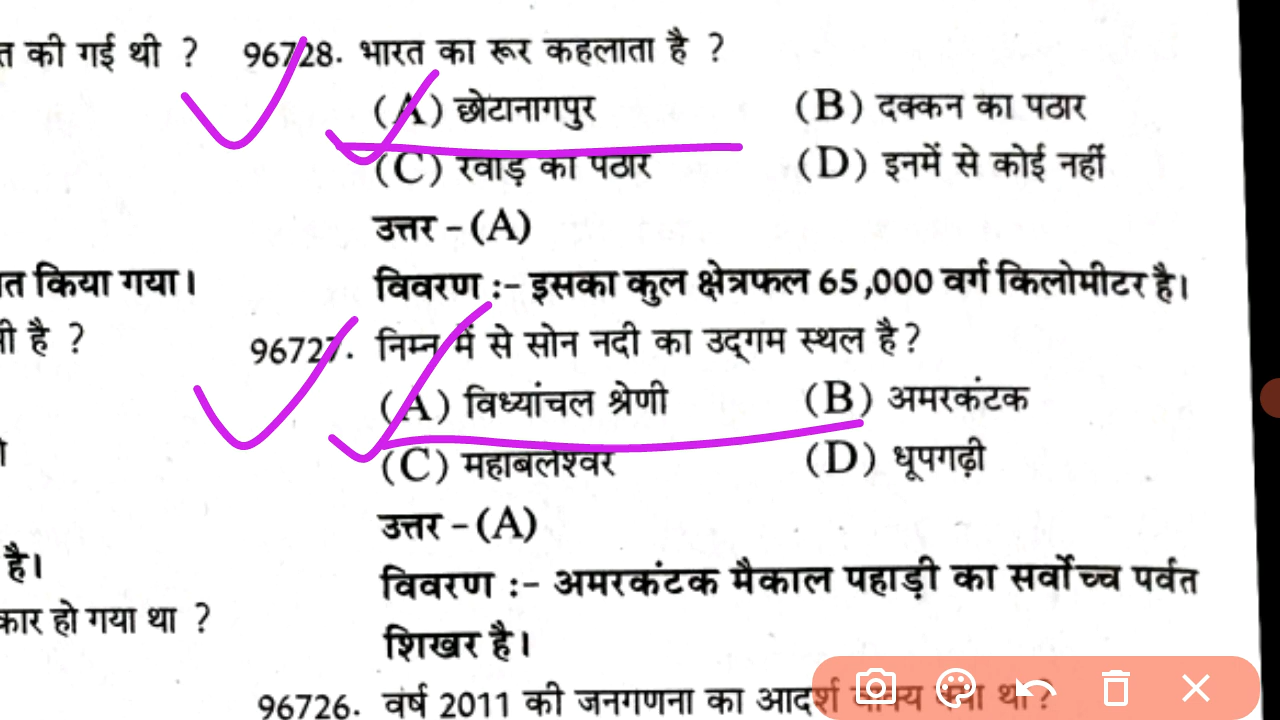 त की गई थी ?
त किया गया।
ी है ?
है।
कार हो गया था ?
96728. भारत का रूर कहलाता है ?
(A) छोटानागपुर (B) दक्कन का पठार
(C) रवाड़ का पठार (D) इनमें से कोई नहीं
उत्तर - (A)
विवरण :- इसका कुल क्षेत्रफल 65,000 वर्ग किलोमीटर है।
96727. निम्न में से सोन नदी का उद्‌गम स्थल है?
(A) विध्यांचल श्रेणी (B) अमरकंटक
(C) महाबलेश्वर (D) धूपगढ़ी
उत्तर - (A)
विवरण :- अमरकंटक मैकाल पहाड़ी का सर्वोच्च पर्वत
शिखर है।
96726. वर्ष 2011 की जनगणना का आदर्श वाक्य क्या था?